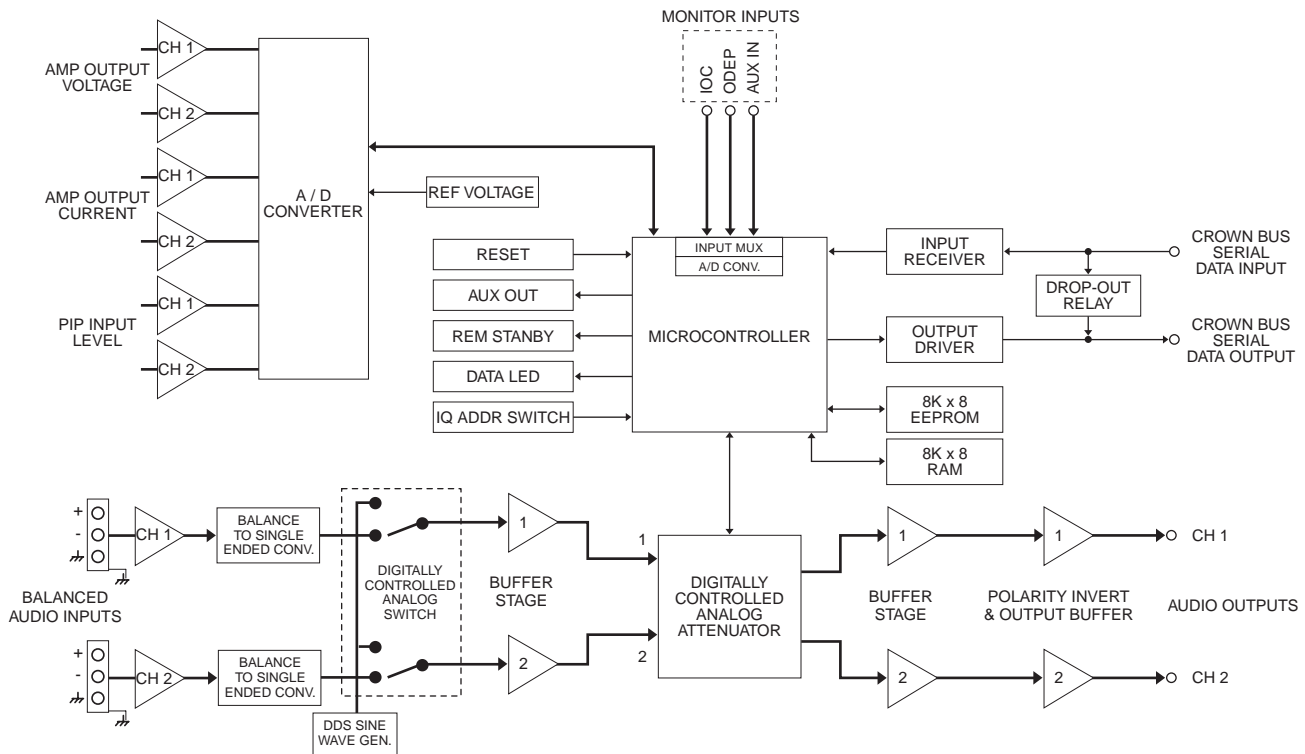 MONITOR INPUTS
IOC
ODEP
AUX IN
CH 1
AMP OUTPUT
VOLTAGE
CH 2
CH 1
AMP OUTPUT
CURRENT
CH 2
CH 1
PIP INPUT
LEVEL
CH 2
A / D
CONVERTER
REF VOLTAGE
RESET
AUX OUT
REM STANBY
DATA LED
IQ ADDR SWITCH
INPUT MUX
A/D CONV.
MICROCONTROLLER
INPUT
RECEIVER
DROP-OUT
RELAY
OUTPUT
DRIVER
8K x 8
EEPROM
8K x 8
RAM
CROWN BUS
SERIAL
DATA INPUT
CROWN BUS
SERIAL
DATA OUTPUT
+
-
CH 1
BALANCE
TO SINGLE
ENDED CONV.
1
1
1
1
CH 1
BALANCED
AUDIO INPUTS
DIGITALLY
CONTROLLED
ANALOG
SWITCH
BUFFER
STAGE
DIGITALLY
CONTROLLED
ANALOG
ATTENUATOR
BUFFER
STAGE
POLARITY INVERT
& OUTPUT BUFFER
AUDIO OUTPUTS
+
-
CH 2
BALANCE
TO SINGLE
ENDED CONV.
2
2
2
2
CH 2
DDS SINE
WAVE GEN.